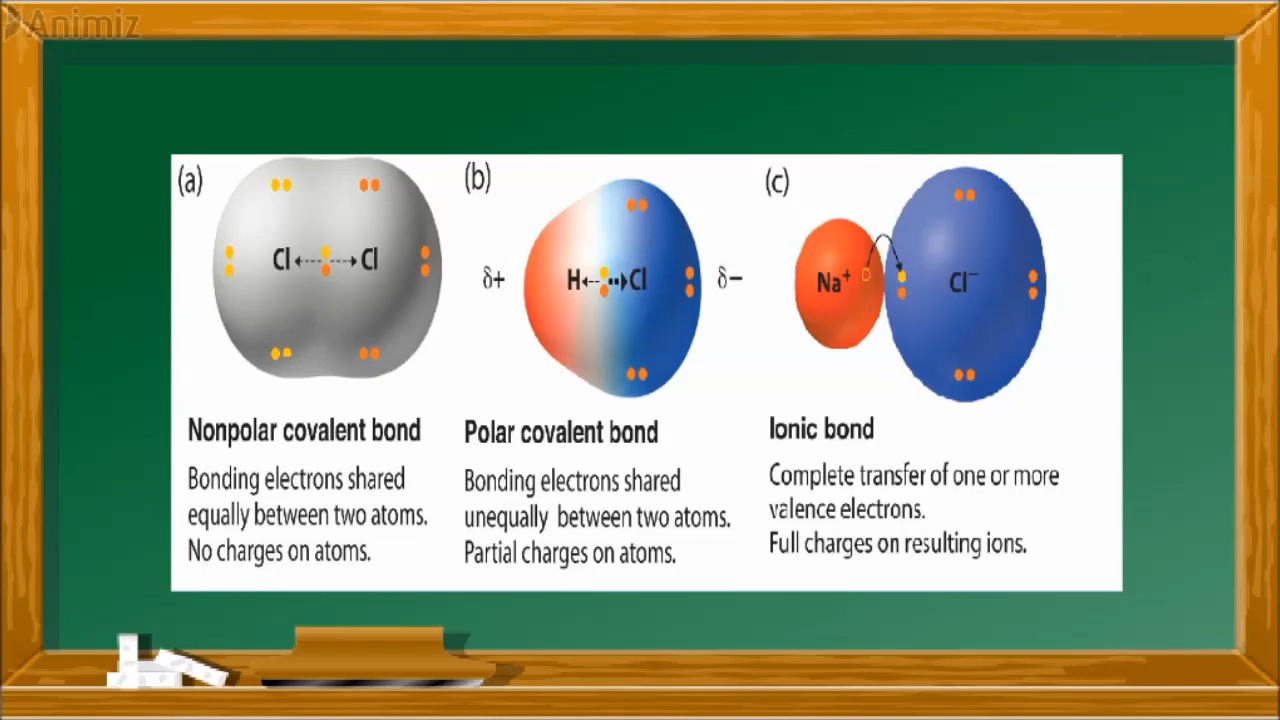 Animiz
(a)
Cl Cl
Nonpolar covalent bond
Bonding electrons shared
equally between two atoms.
No charges on atoms.
(b)
δ+ H Cl δ−
Polar covalent bond
Bonding electrons shared
unequally between two atoms.
Partial charges on atoms.
(c)
Na⁺ Cl⁻
Ionic bond
Complete transfer of one or more
valence electrons.
Full charges on resulting ions.